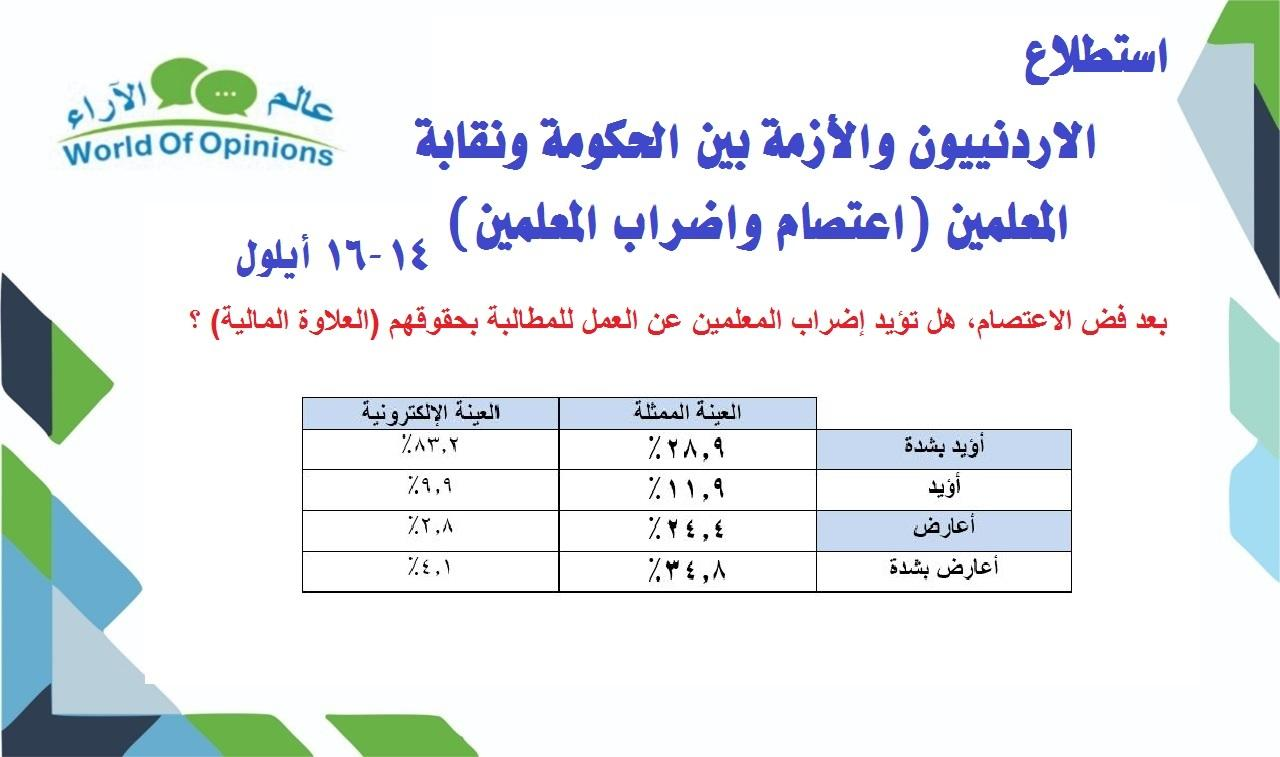 استطلاع
عالم الآراء
World Of Opinions
الاردنييون والأزمة بين الحكومة ونقابة
المعلمين (اعتصام واضراب المعلمين)
١٤-١٦ أيلول
بعد فض الاعتصام، هل تؤيد إضراب المعلمين عن العمل للمطالبة بحقوقهم (العلاوة المالية) ؟
العينة الممثلة العينة الإلكترونية
أؤيد بشدة ٢٨,٩٪ ٨٣,٢٪
أؤيد ١١,٩٪ ٩,٩٪
أعارض ٢٤,٤٪ ٢,٨٪
أعارض بشدة ٣٤,٨٪ ٤,١٪